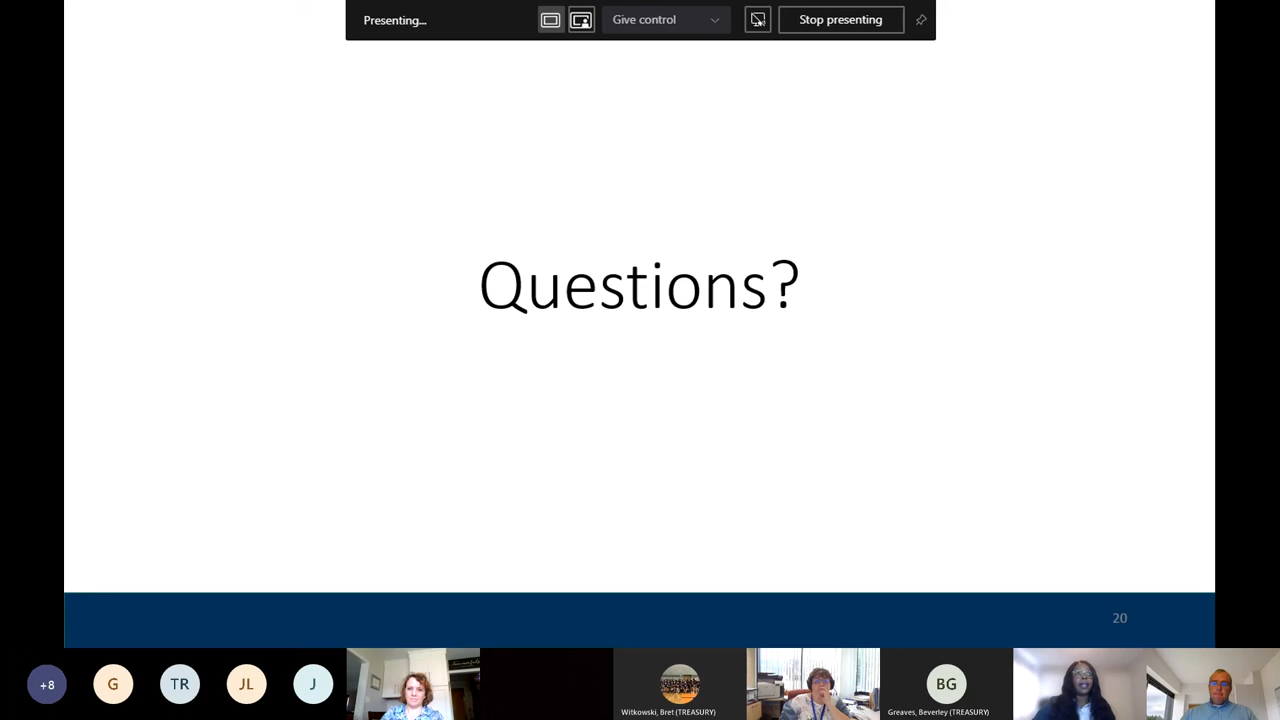 Presenting...
Give control
Stop presenting
Questions?
20
+8
G
TR
JL
J
Witkowski, Bret (TREASURY)
BG
Greaves, Beverley (TREASURY)